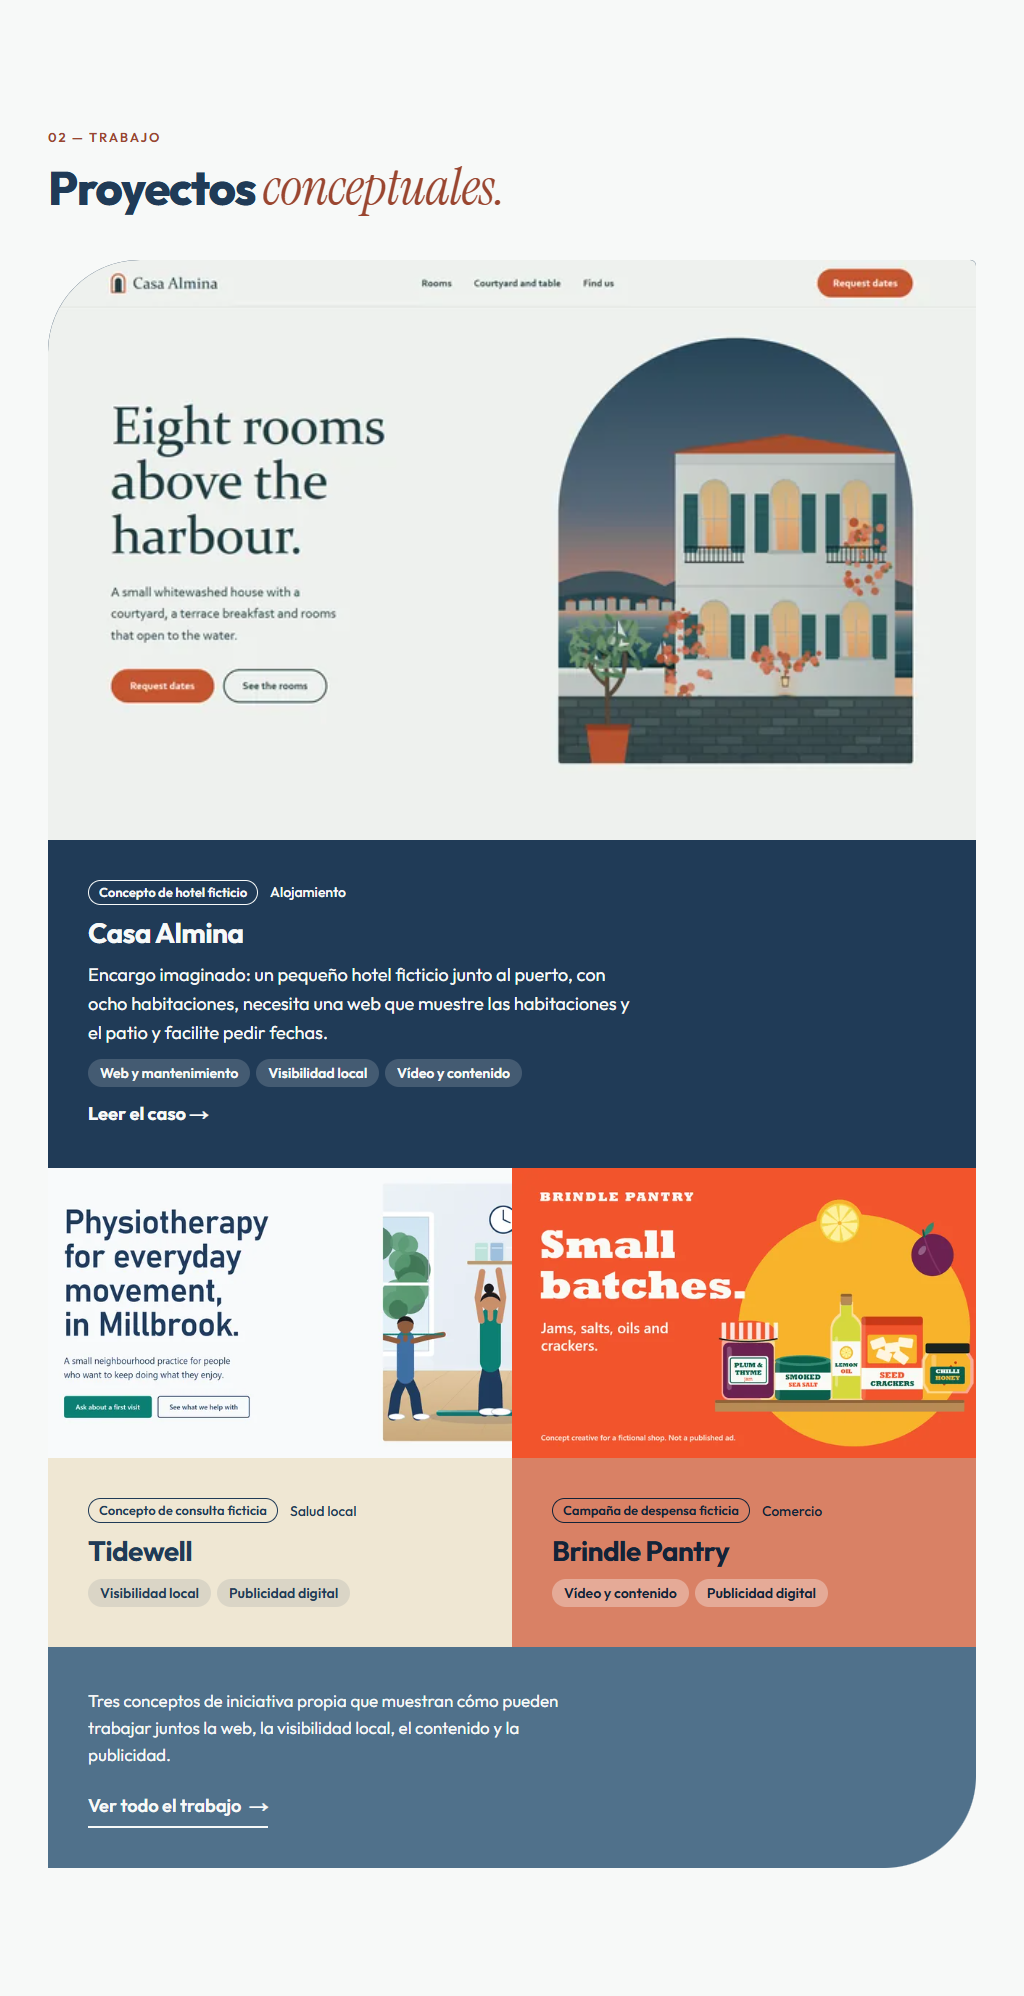 02 — TRABAJO
Proyectos conceptuales.
Casa Almina
Rooms
Courtyard and table
Find us
Request dates
Eight rooms
above the
harbour.
A small whitewashed house with a
courtyard, a terrace breakfast and rooms
that open to the water.
Request dates
See the rooms
Concepto de hotel ficticio
Alojamiento
Casa Almina
Encargo imaginado: un pequeño hotel ficticio junto al puerto, con
ocho habitaciones, necesita una web que muestre las habitaciones y
el patio y facilite pedir fechas.
Web y mantenimiento
Visibilidad local
Vídeo y contenido
Leer el caso →
Physiotherapy
for everyday
movement,
in Millbrook.
A small neighbourhood practice for people
who want to keep doing what they enjoy.
Ask about a first visit
See what we help with
BRINDLE PANTRY
Small
batches.
Jams, salts, oils and
crackers.
PLUM &
THYME
jam
SMOKED
SEA SALT
LEMON
OIL
SEED
CRACKERS
CHILLI
HONEY
Concept creative for a fictional shop. Not a published ad.
Concepto de consulta ficticia
Salud local
Tidewell
Visibilidad local
Publicidad digital
Campaña de despensa ficticia
Comercio
Brindle Pantry
Vídeo y contenido
Publicidad digital
Tres conceptos de iniciativa propia que muestran cómo pueden
trabajar juntos la web, la visibilidad local, el contenido y la
publicidad.
Ver todo el trabajo →